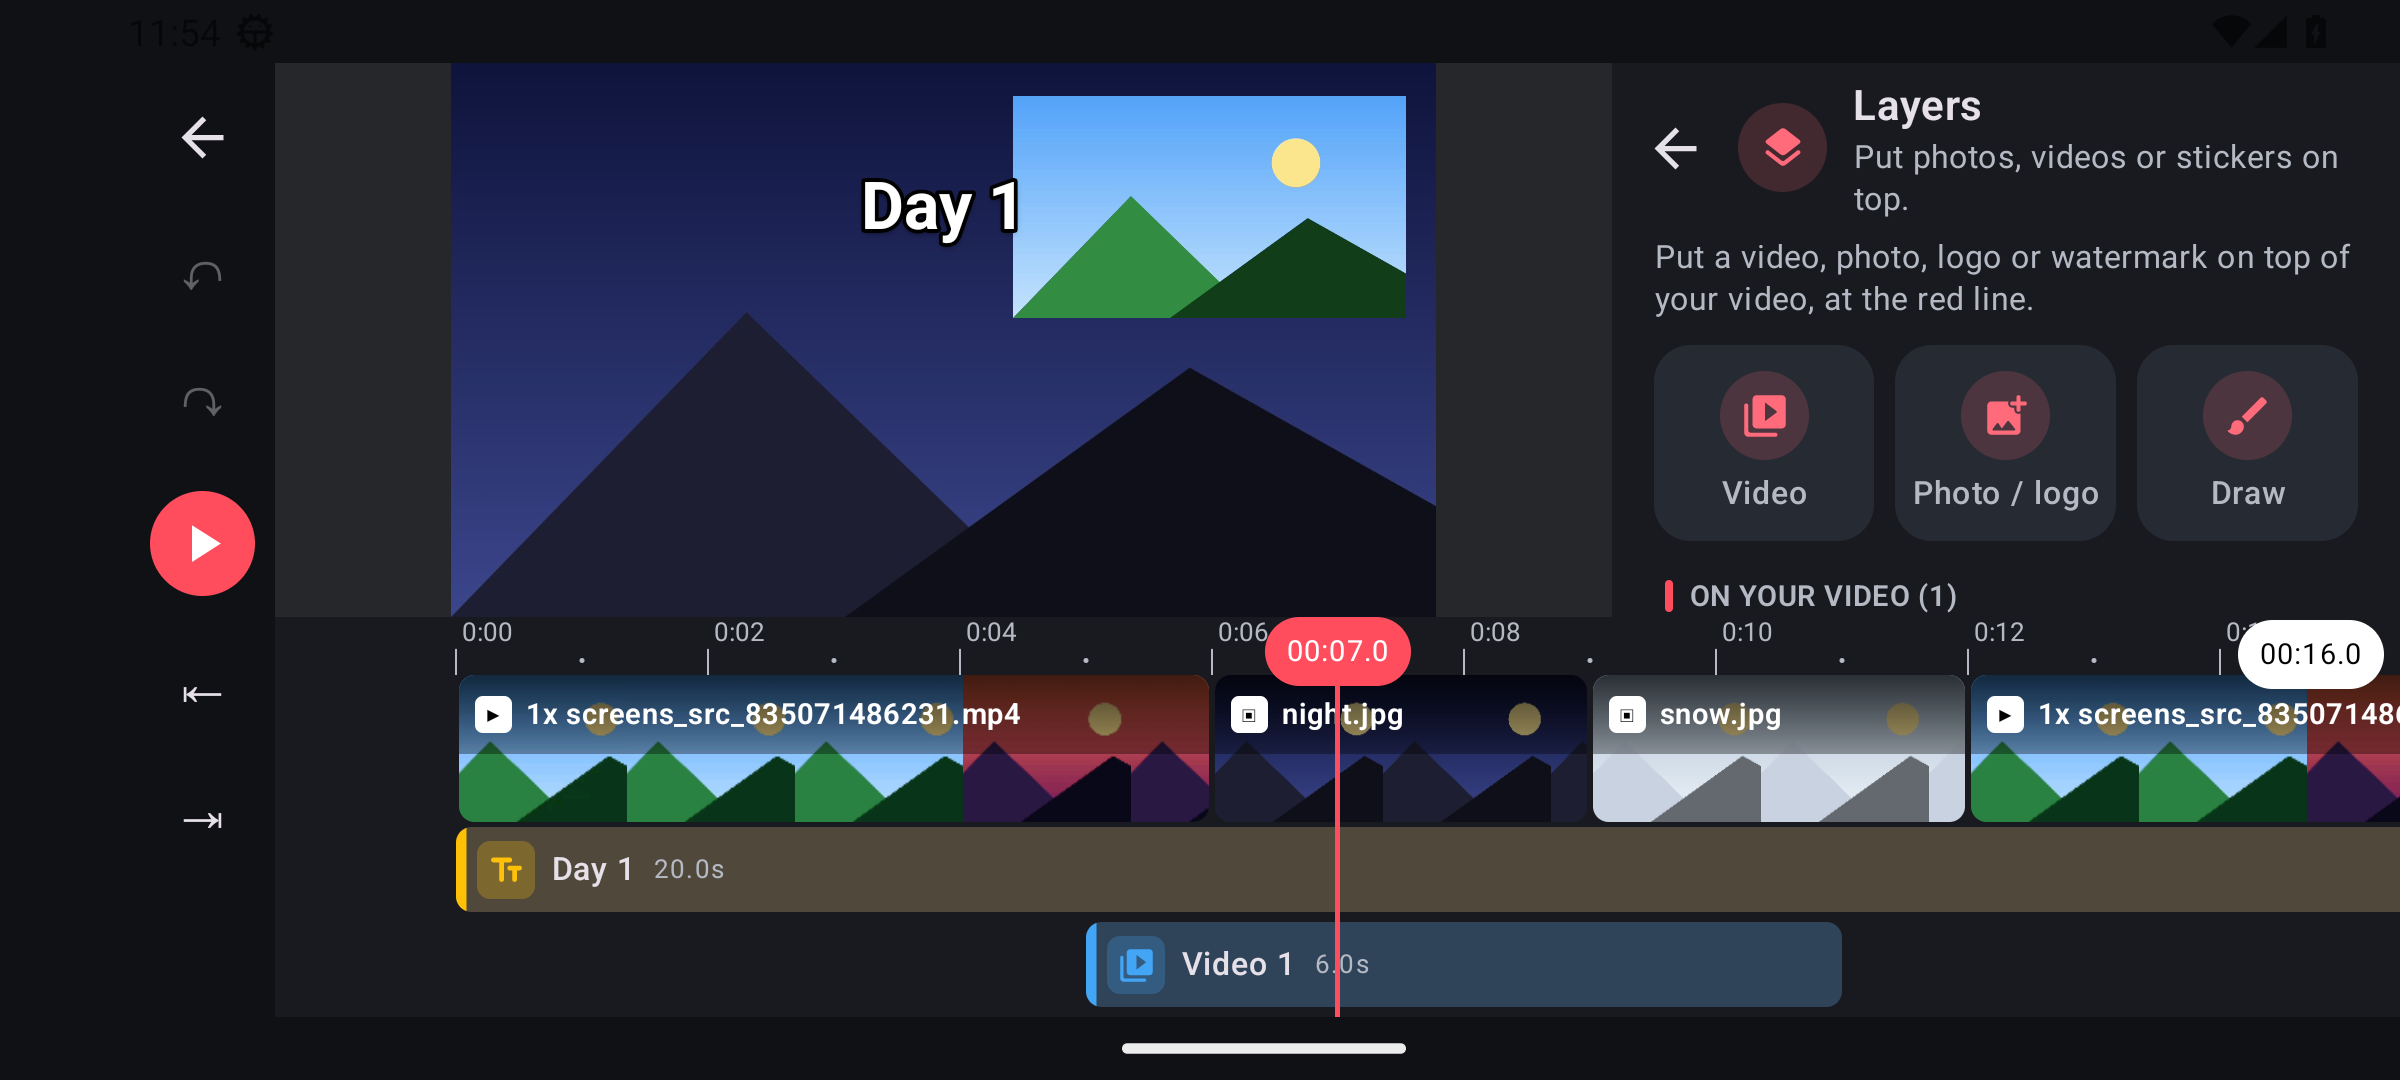 11:54
Layers
Put photos, videos or stickers on
top.
Put a video, photo, logo or watermark on top of
your video, at the red line.
Video
Photo / logo
Draw
ON YOUR VIDEO (1)
Day 1
0:00
0:02
0:04
0:06
00:07.0
0:08
0:10
0:12
00:16.0
1x screens_src_835071486231.mp4
night.jpg
snow.jpg
1x screens_src_83507148
Day 1 20.0s
Video 1 6.0s